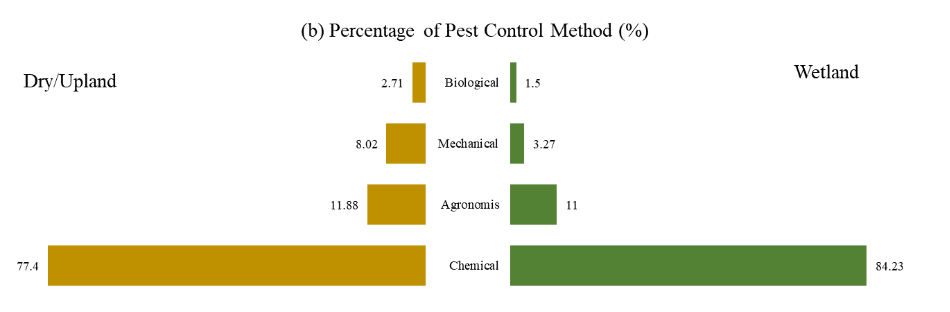 (b) Percentage of Pest Control Method (%)
Dry/Upland
Wetland
2.71 Biological 1.5
8.02 Mechanical 3.27
11.88 Agronomis 11
77.4 Chemical 84.23